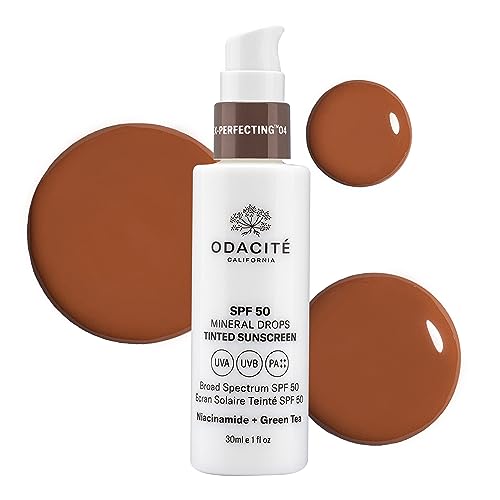 X-PERFECTING™04
ODACITÉ
CALIFORNIA
SPF 50
MINERAL DROPS
TINTED SUNSCREEN
UVA UVB PA++++
Broad Spectrum SPF 50
Écran Solaire Teinté SPF 50
Niacinamide + Green Tea
30ml e 1 fl oz